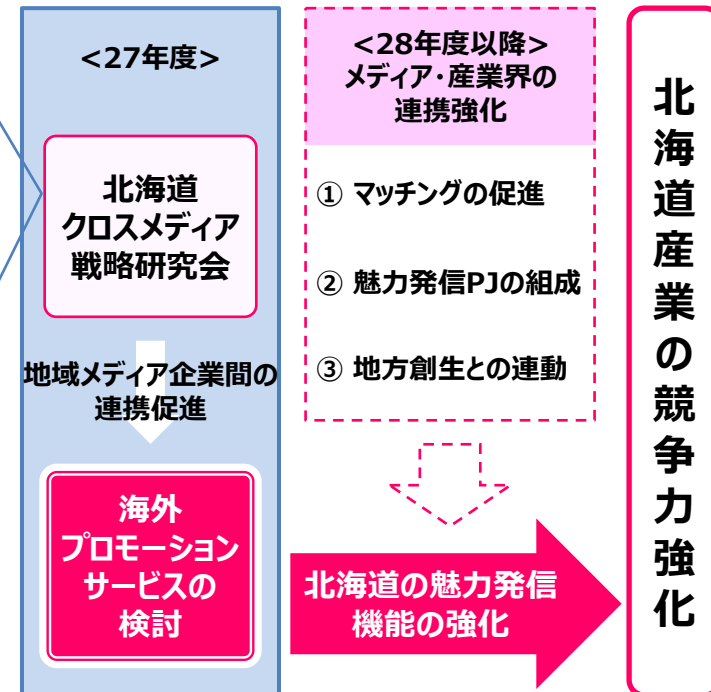 <27年度>
北海道
クロスメディア
戦略研究会
地域メディア企業間の
連携促進
海外
プロモーション
サービスの
検討
<28年度以降>
メディア・産業界の
連携強化
① マッチングの促進
② 魅力発信PJの組成
③ 地方創生との連動
北海道の魅力発信
機能の強化
北海道産業の競争力強化